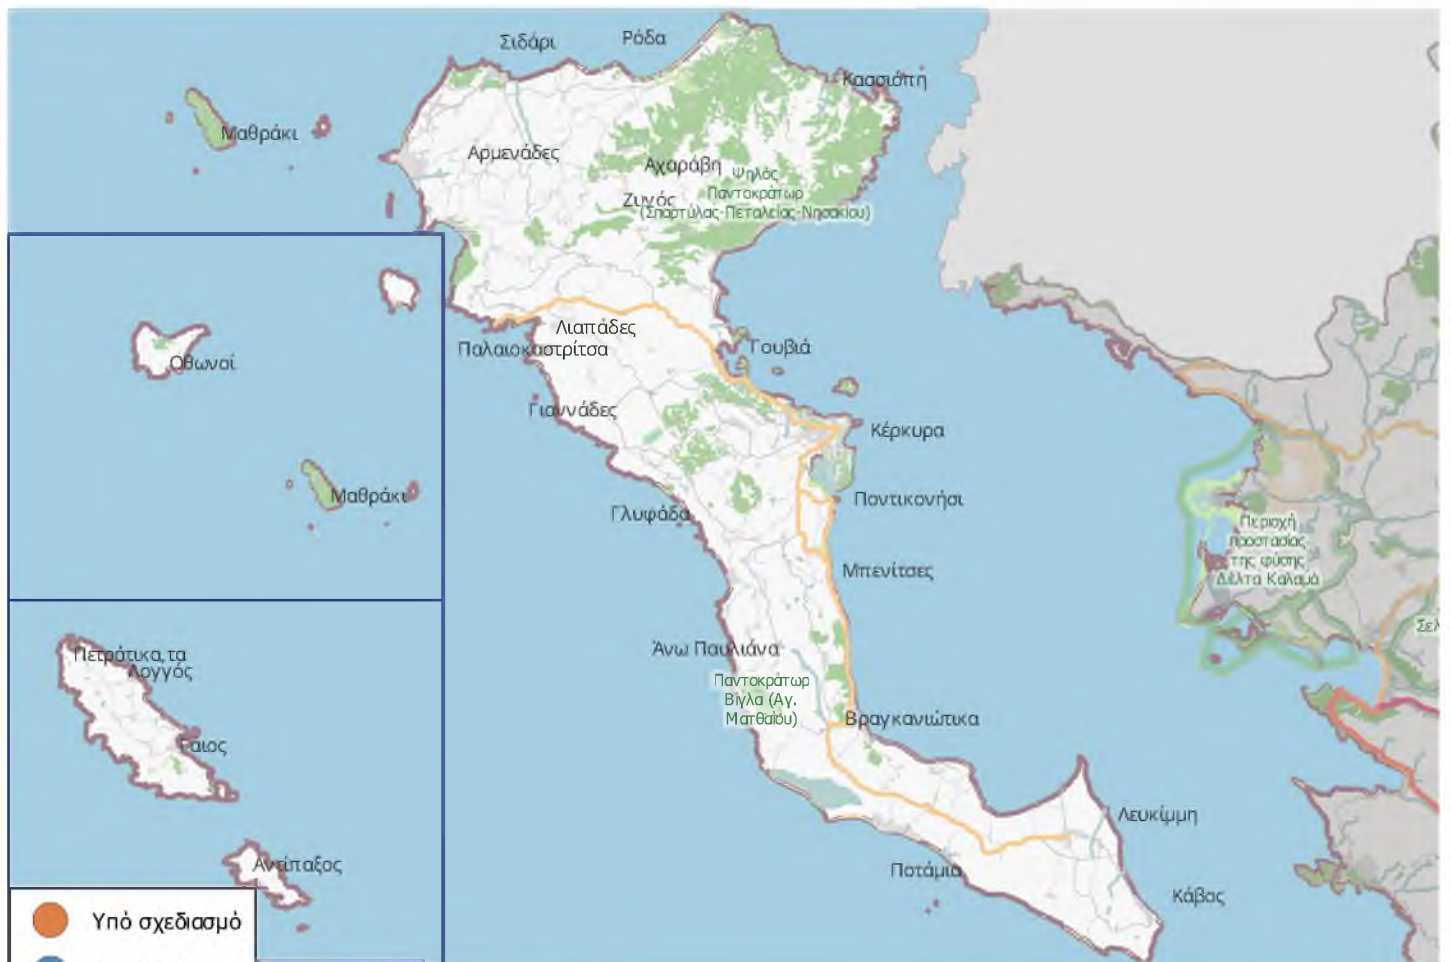 Σιδάρι
Ρόδα
Κασσιόπη
Μαθράκι
Αρμενάδες
Αχαράβη
Ψηλός
Παντοκράτωρ
(Σπαρτύλας-Πεταλείας-Νησακίου)
Ζυγός
Λιαπάδες
Παλαιοκαστρίτσα
Γουβιά
Οθωνοί
Γιαννάδες
Κέρκυρα
Μαθράκι
Ποντικονήσι
Γλυφάδα
Περιοχή
προστασίας
της φύσης
Δέλτα Καλαμά
Μπενίτσες
Σελ
Άνω Παυλιάνα
Πετράτικα,τα
Λογγός
Παντοκράτωρ
Βίγλα (Αγ.
Ματθαίου)
Βραγκανιώτικα
Γάιος
Λευκίμμη
Αντίπαξος
Ποτάμια
Κάβος
Υπό σχεδιασμό